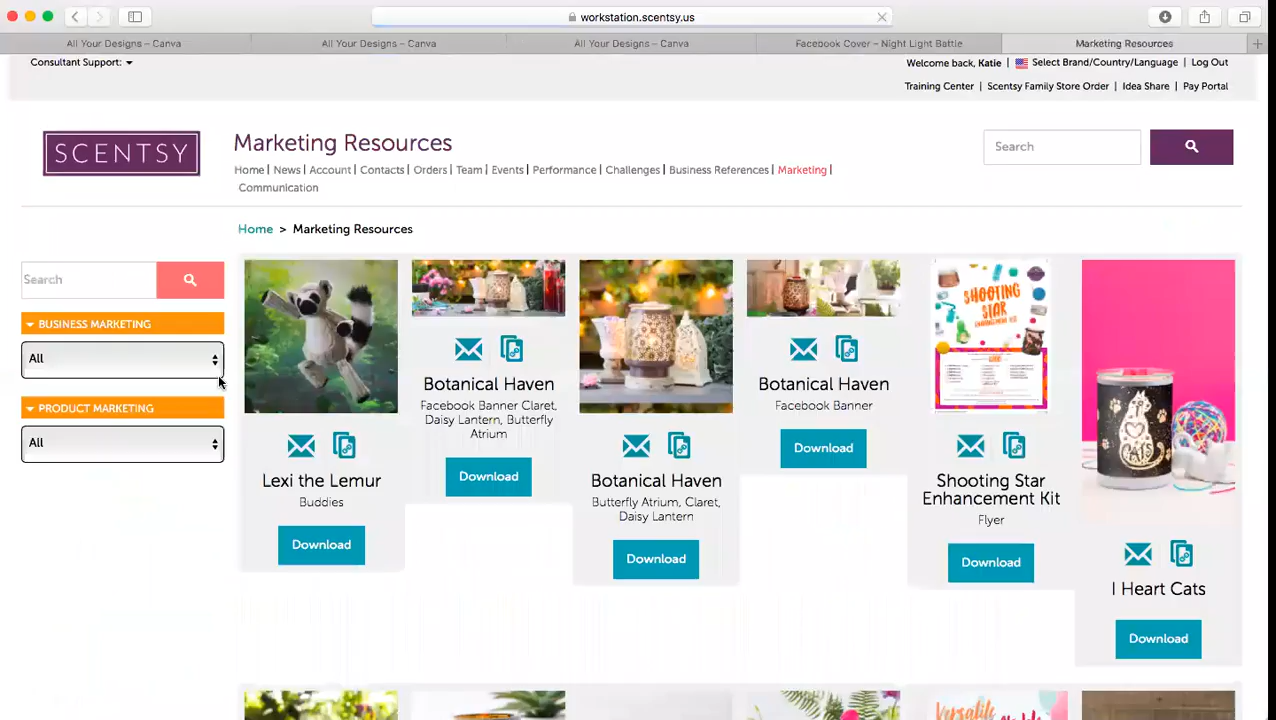 workstation.scentsy.us
All Your Designs – Canva
All Your Designs – Canva
All Your Designs – Canva
Facebook Cover – Night Light Battle
Marketing Resources
Consultant Support:
Welcome back, Katie | Select Brand/Country/Language | Log Out
Training Center | Scentsy Family Store Order | Idea Share | Pay Portal
SCENTSY
Marketing Resources
Home | News | Account | Contacts | Orders | Team | Events | Performance | Challenges | Business References | Marketing |
Communication
Search
Home > Marketing Resources
Search
BUSINESS MARKETING
All
PRODUCT MARKETING
All
Lexi the Lemur
Buddies
Download
Botanical Haven
Facebook Banner Claret,
Daisy Lantern, Butterfly
Atrium
Download
Botanical Haven
Butterfly Atrium, Claret,
Daisy Lantern
Download
Botanical Haven
Facebook Banner
Download
SHOOTING
STAR
ENHANCEMENT KIT
Shooting Star
Enhancement Kit
Flyer
Download
CATS
I Heart Cats
Download
Versatile